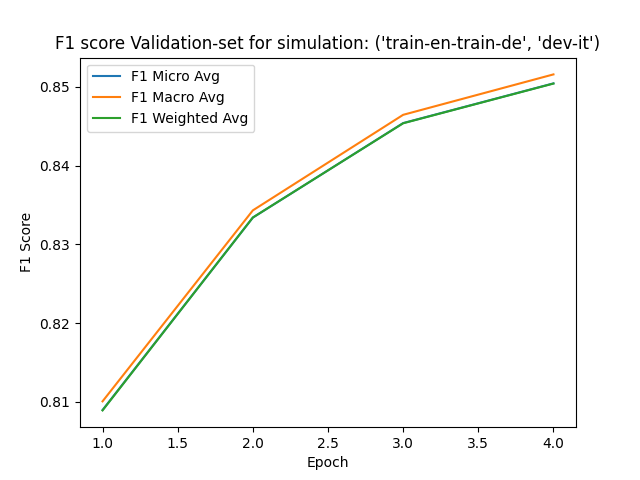 F1 score Validation-set for simulation: ('train-en-train-de', 'dev-it')
F1 Micro Avg
F1 Macro Avg
F1 Weighted Avg
0.85
0.84
0.83
0.82
0.81
F1 Score
1.0 1.5 2.0 2.5 3.0 3.5 4.0
Epoch